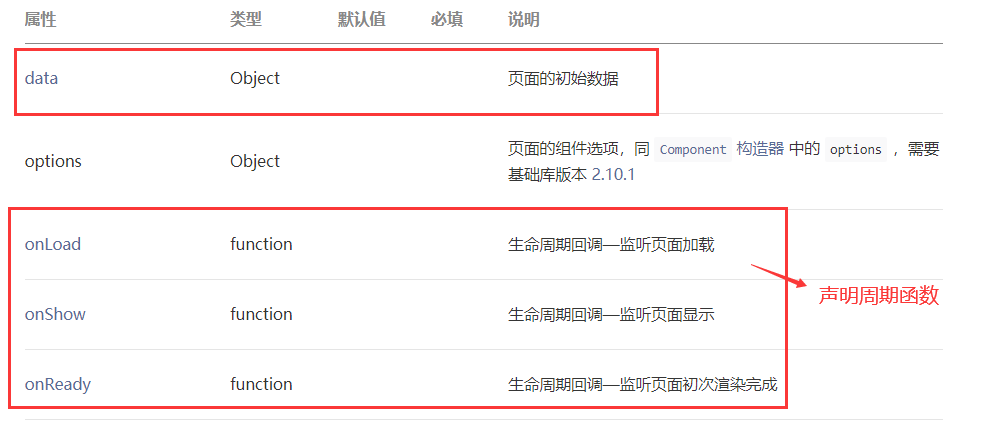 属性 类型 默认值 必填 说明
data Object 页面的初始数据
options Object 页面的组件选项，同 Component 构造器 中的 options ，需要
基础库版本 2.10.1
onLoad function 生命周期回调—监听页面加载
声明周期函数
onShow function 生命周期回调—监听页面显示
onReady function 生命周期回调—监听页面初次渲染完成